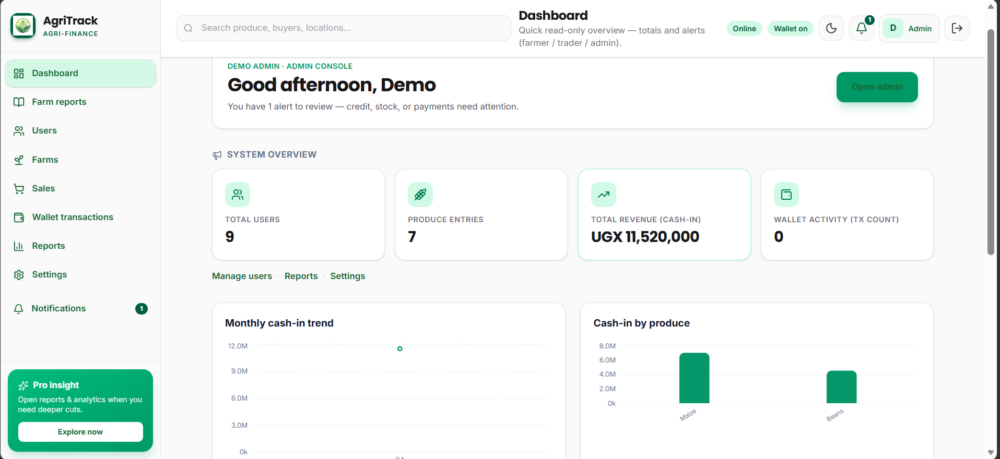 AgriTrack
AGRI-FINANCE
Dashboard
Farm reports
Users
Farms
Sales
Wallet transactions
Reports
Settings
Notifications
1
Pro insight
Open reports & analytics when you
need deeper cuts.
Explore now
Search produce, buyers, locations...
Dashboard
Quick read-only overview — totals and alerts
(farmer / trader / admin).
Online
Wallet on
1
D
Admin
DEMO ADMIN · ADMIN CONSOLE
Good afternoon, Demo
You have 1 alert to review — credit, stock, or payments need attention.
Open admin
SYSTEM OVERVIEW
TOTAL USERS
9
PRODUCE ENTRIES
7
TOTAL REVENUE (CASH-IN)
UGX 11,520,000
WALLET ACTIVITY (TX COUNT)
0
Manage users · Reports · Settings
Monthly cash-in trend
12.0M
9.0M
6.0M
3.0M
0k
Cash-in by produce
8.0M
6.0M
4.0M
2.0M
0k
Maize
Beans